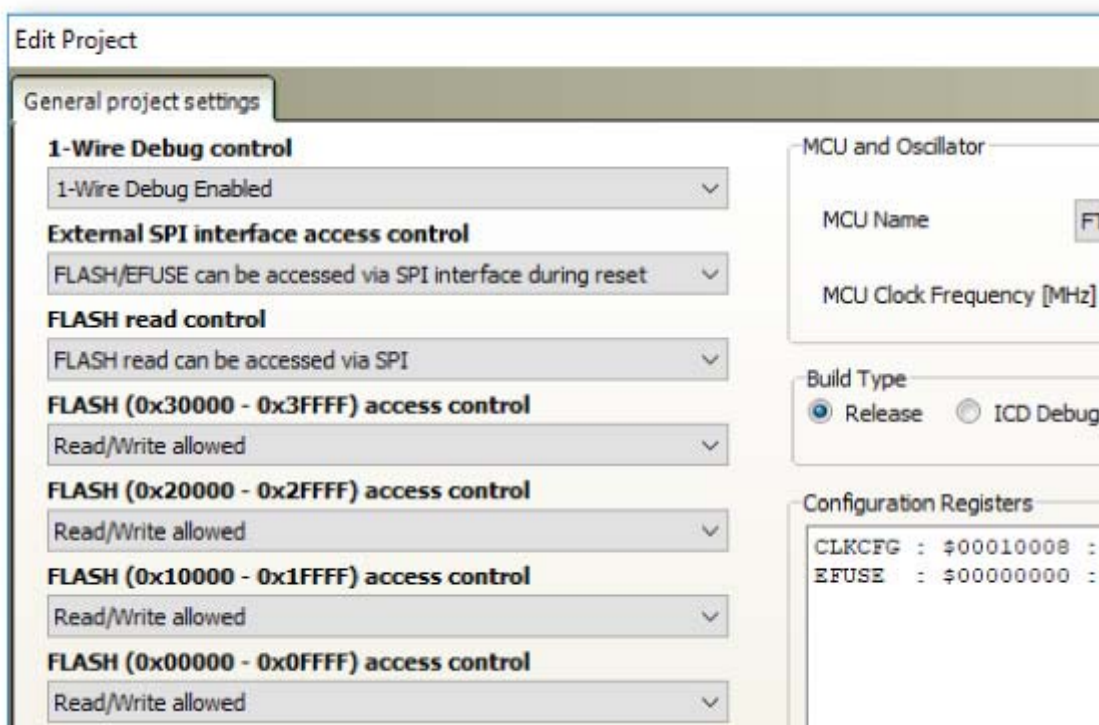 Edit Project
General project settings
1-Wire Debug control
1-Wire Debug Enabled
External SPI interface access control
FLASH/EFUSE can be accessed via SPI interface during reset
FLASH read control
FLASH read can be accessed via SPI
FLASH (0x30000 - 0x3FFFF) access control
Read/Write allowed
FLASH (0x20000 - 0x2FFFF) access control
Read/Write allowed
FLASH (0x10000 - 0x1FFFF) access control
Read/Write allowed
FLASH (0x00000 - 0x0FFFF) access control
Read/Write allowed
MCU and Oscillator
MCU Name
MCU Clock Frequency [MHz]
Build Type
Release ICD Debug
Configuration Registers
CLKCFG : $00010008 :
EFUSE : $00000000 :